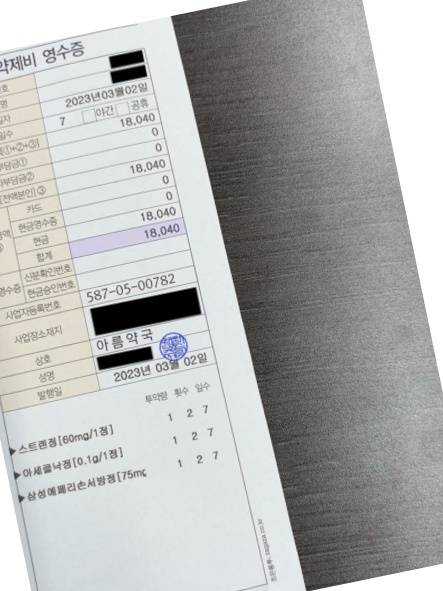 약제비 영수증
호
명
2023년03월02일
일자
7 야간 공휴
일수
18,040
[①+②+③]
0
부담금①
0
자부담금②
18,040
[전액본인] ③
0
카드
0
현금영수증
18,040
현금
18,040
합계
신분확인번호
현금승인번호
영수증
587-05-00782
사업자등록번호
사업장소재지
아름약국
상호
성명
2023년 03월 02일
발행일
투약량 횟수 일수
▶스트렌정[60mg/1정] 1 2 7
▶아세클낙정[0.1g/1정] 1 2 7
▶삼성에페리손서방정[75mg 1 2 7